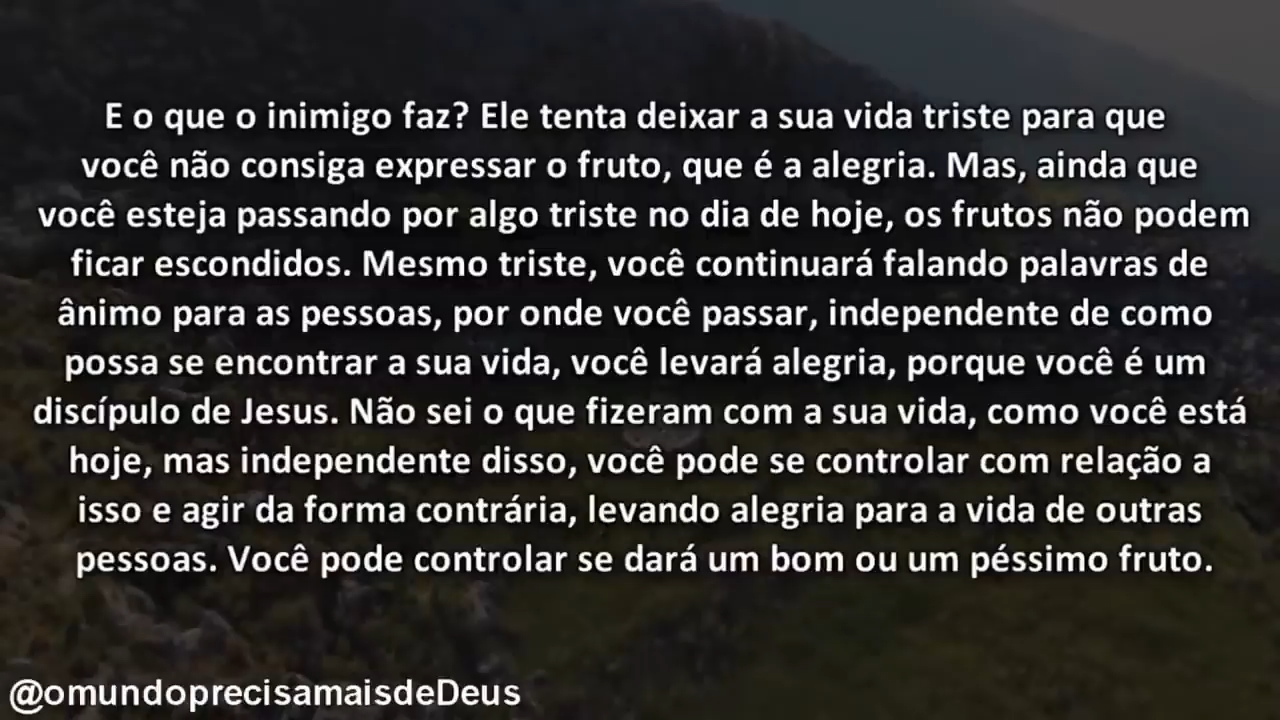 E o que o inimigo faz? Ele tenta deixar a sua vida triste para que
você não consiga expressar o fruto, que é a alegria. Mas, ainda que
você esteja passando por algo triste no dia de hoje, os frutos não podem
ficar escondidos. Mesmo triste, você continuará falando palavras de
ânimo para as pessoas, por onde você passar, independente de como
possa se encontrar a sua vida, você levará alegria, porque você é um
discípulo de Jesus. Não sei o que fizeram com a sua vida, como você está
hoje, mas independente disso, você pode se controlar com relação a
isso e agir da forma contrária, levando alegria para a vida de outras
pessoas. Você pode controlar se dará um bom ou um péssimo fruto.
@omundoprecisamaisdeDeus